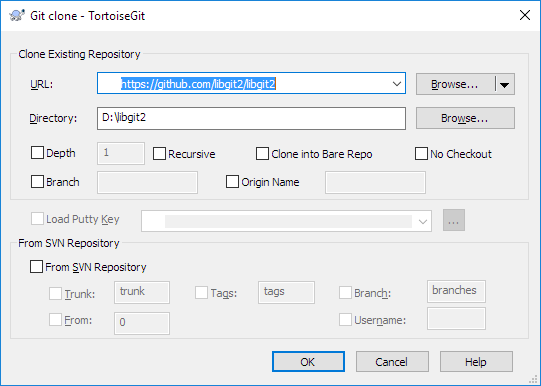 Git clone - TortoiseGit
Clone Existing Repository
URL: https://github.com/libgit2/libgit2 Browse...
Directory: D:\libgit2 Browse...
Depth 1 Recursive Clone into Bare Repo No Checkout
Branch Origin Name
Load Putty Key ...
From SVN Repository
From SVN Repository
Trunk: trunk Tags: tags Branch: branches
From: 0 Username:
OK Cancel Help